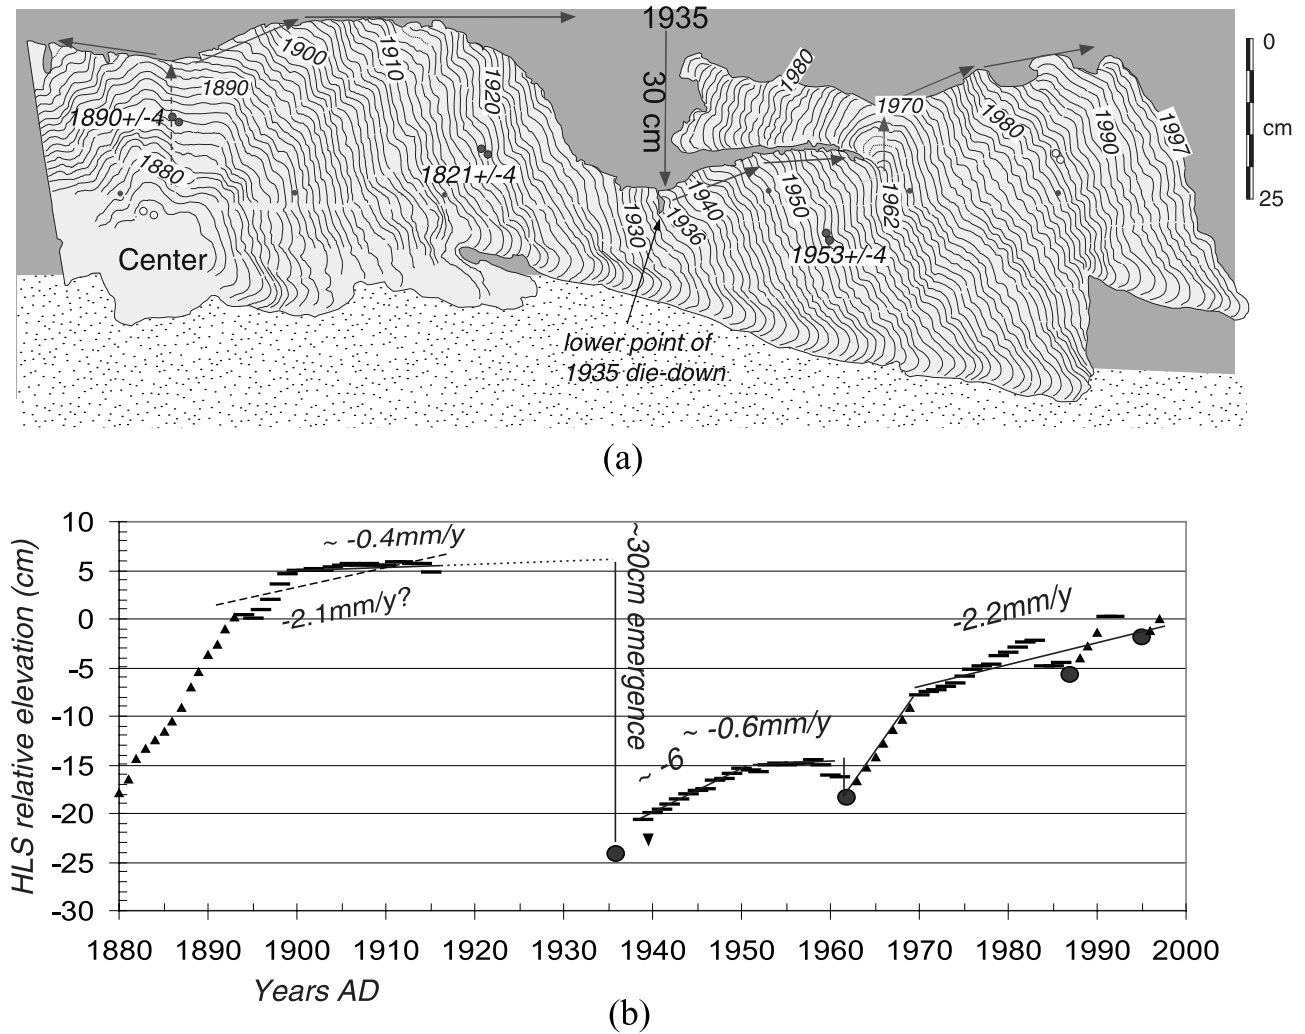 1935
30 cm
1900
1910
1920
1890
1890+/-4
1880
1821+/-4
1980
1970
1980
1990
1997
0
cm
25
1930
1936
1940
1950
1962
1953+/-4
Center
lower point of
1935 die-down
(a)
HLS relative elevation (cm)
10
5
0
-5
-10
-15
-20
-25
-30
~ -0.4mm/y
-2.1mm/y?
~30cm emergence
~ -6
~ -0.6mm/y
-2.2mm/y
1880 1890 1900 1910 1920 1930 1940 1950 1960 1970 1980 1990 2000
Years AD
(b)